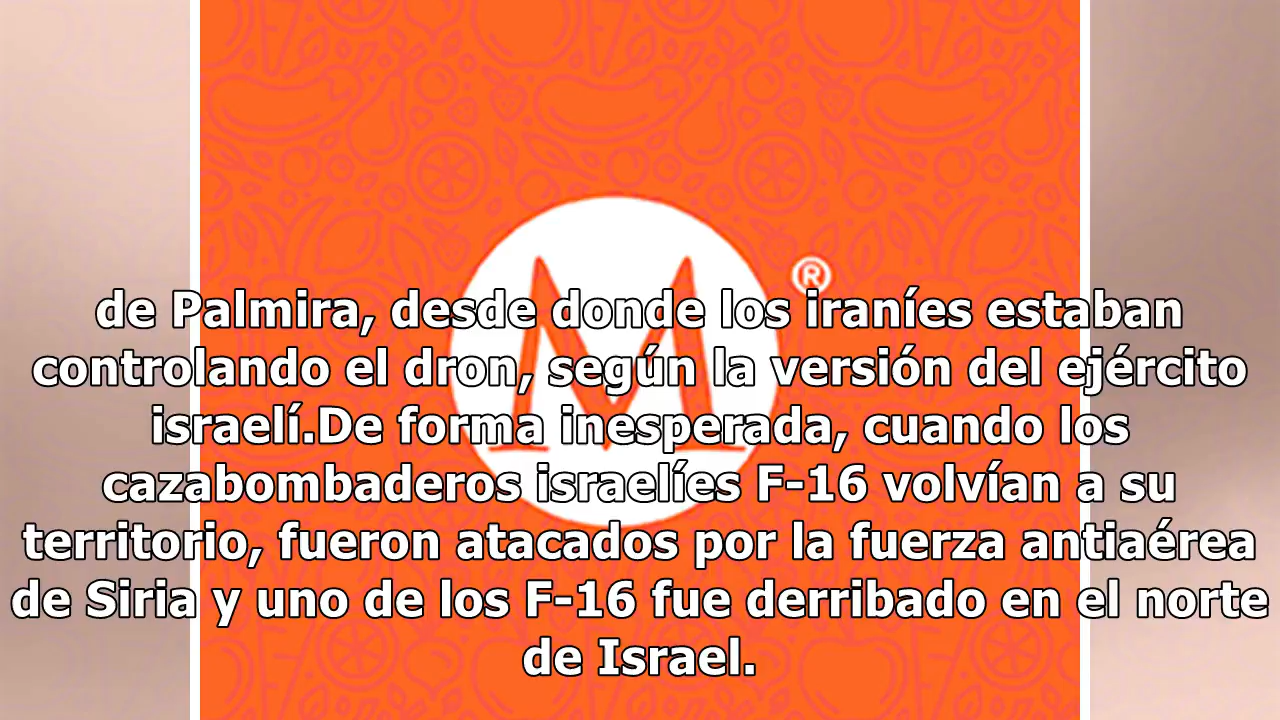 M
®
de Palmira, desde donde los iraníes estaban
controlando el dron, según la versión del ejército
israelí.De forma inesperada, cuando los
cazabombaderos israelíes F-16 volvían a su
territorio, fueron atacados por la fuerza antiaérea
de Siria y uno de los F-16 fue derribado en el norte
de Israel.